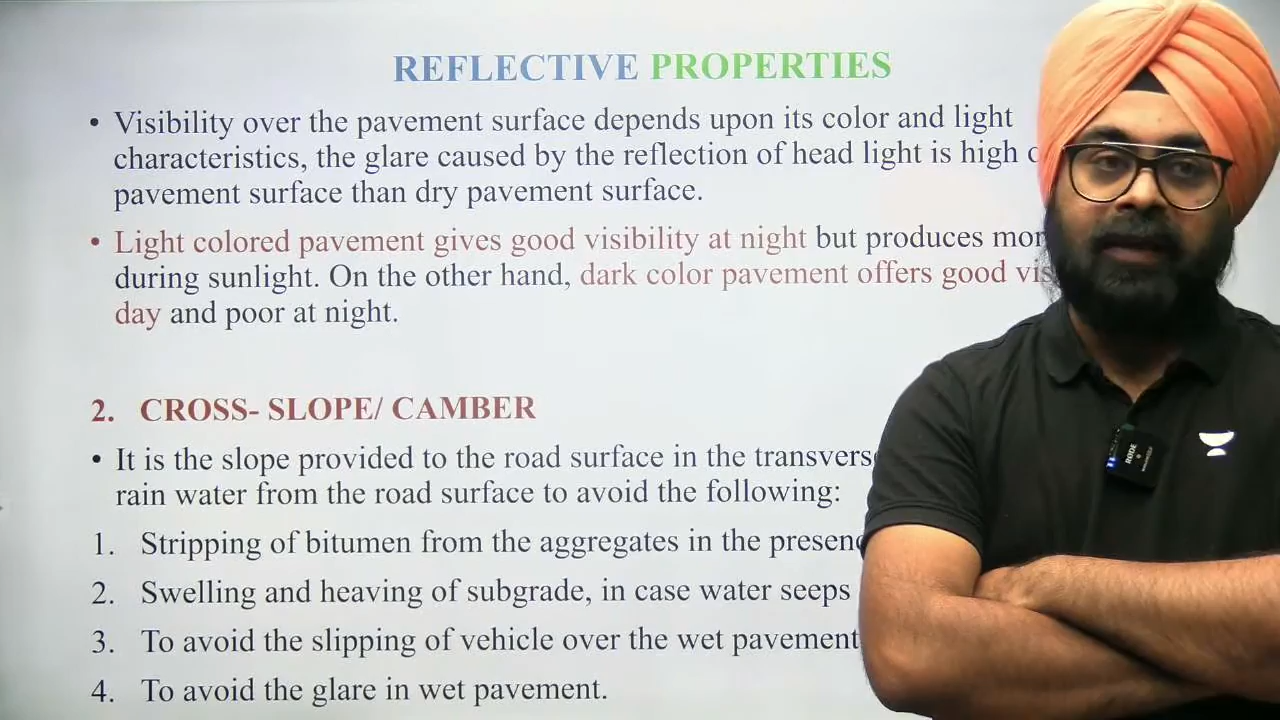 REFLECTIVE PROPERTIES
• Visibility over the pavement surface depends upon its color and light
characteristics, the glare caused by the reflection of head light is high
pavement surface than dry pavement surface.
• Light colored pavement gives good visibility at night but produces
during sunlight. On the other hand, dark color pavement offers good
day and poor at night.
2. CROSS- SLOPE/ CAMBER
• It is the slope provided to the road surface in the
rain water from the road surface to avoid the following:
1. Stripping of bitumen from the aggregates in the
2. Swelling and heaving of subgrade, in case water seeps
3. To avoid the slipping of vehicle over the wet pavement
4. To avoid the glare in wet pavement.
RØDE